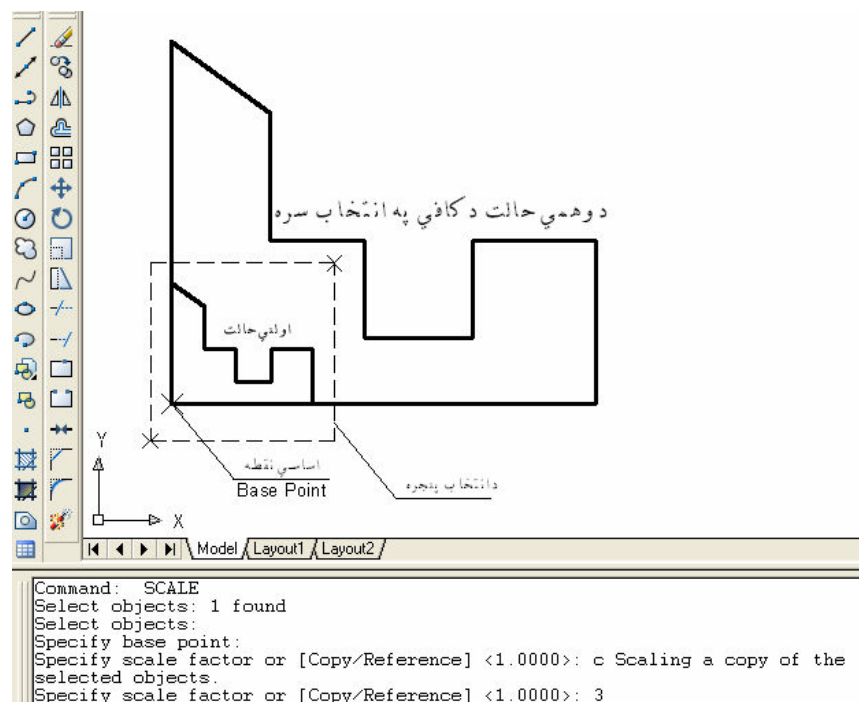 دوهمي حالت د کافي په انتخاب سره
اولني حالت
Y
اساسي نقطه
Base Point
دانتخاب پنجره
X
Model Layout1 Layout2
Command: SCALE
Select objects: 1 found
Select objects:
Specify base point:
Specify scale factor or [Copy/Reference] <1.0000>: c Scaling a copy of the
selected objects.
Specify scale factor or [Copy/Reference] <1.0000>: 3